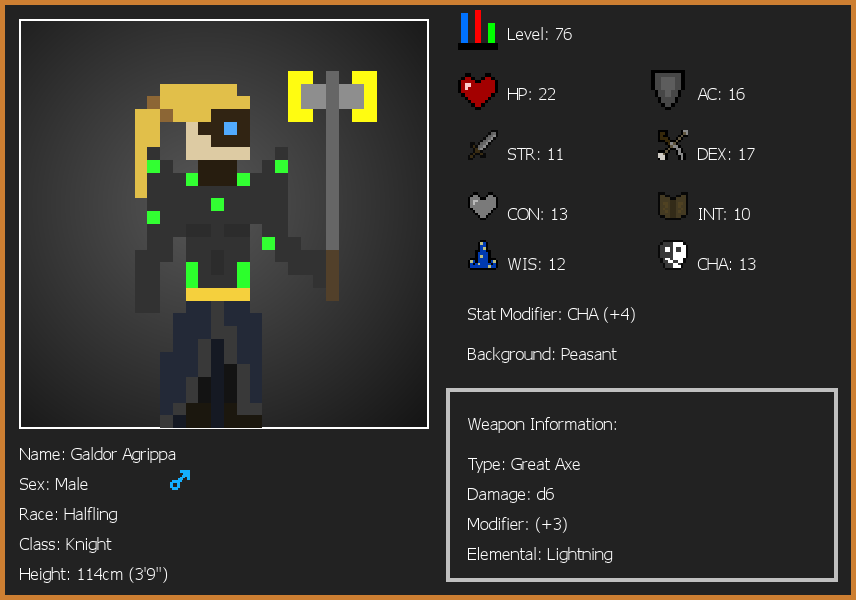 Level: 76
HP: 22
AC: 16
STR: 11
DEX: 17
CON: 13
INT: 10
WIS: 12
CHA: 13
Stat Modifier: CHA (+4)
Background: Peasant
Weapon Information:
Type: Great Axe
Damage: d6
Modifier: (+3)
Elemental: Lightning
Name: Galdor Agrippa
Sex: Male
Race: Halfling
Class: Knight
Height: 114cm (3'9")